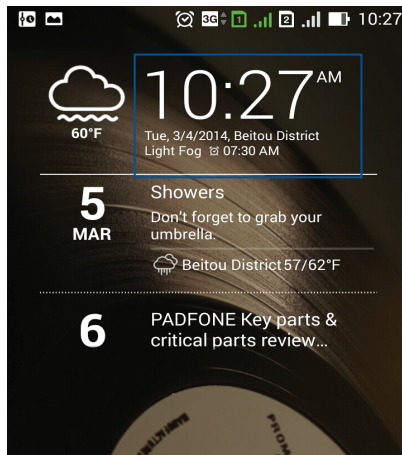 3G 1 2 10:27
10:27 AM
60°F
Tue, 3/4/2014, Beitou District
Light Fog 07:30 AM
5
MAR
Showers
Don't forget to grab your
umbrella.
Beitou District 57/62°F
6
PADFONE Key parts &
critical parts review...